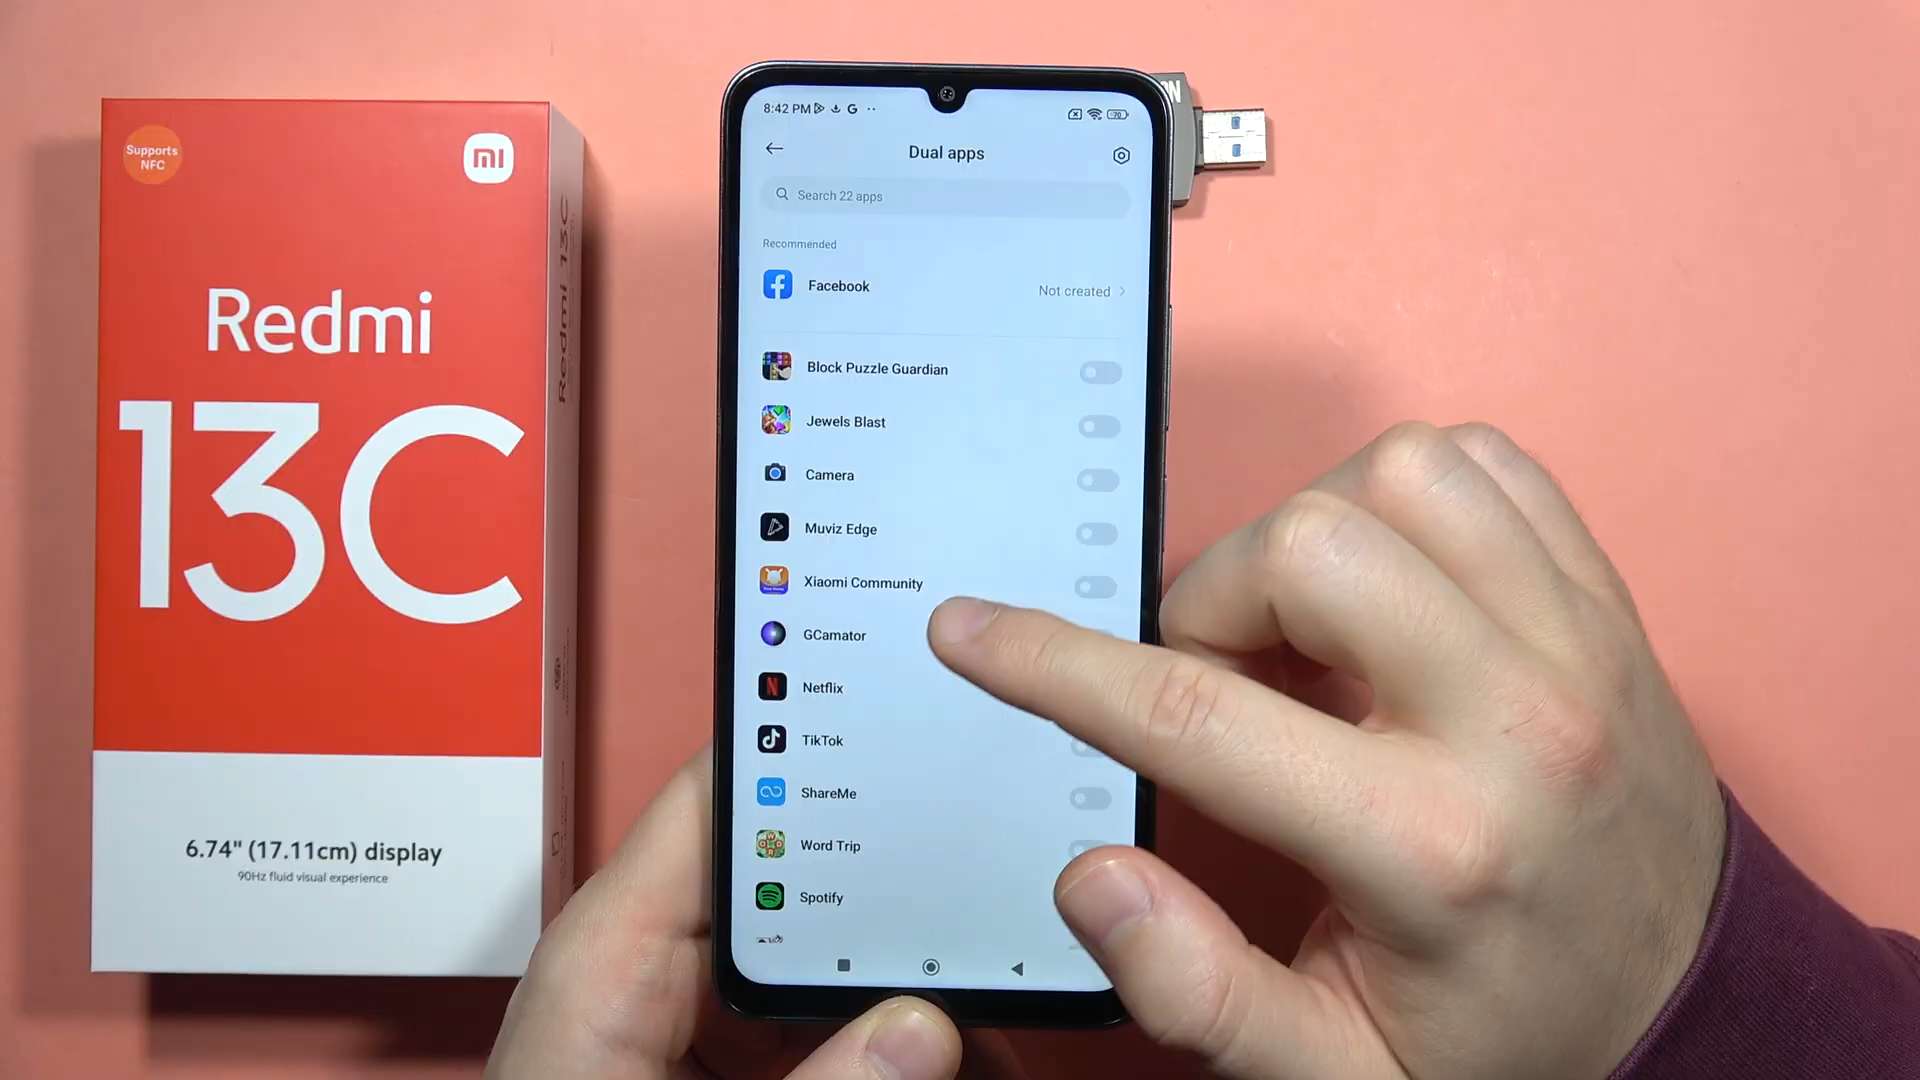 Supports
NFC
mi
Redmi
13C
6.74" (17.11cm) display
90Hz fluid visual experience
Redmi 13C
8:42 PM
70
Dual apps
Search 22 apps
Recommended
Facebook
Not created
Block Puzzle Guardian
Jewels Blast
Camera
Muviz Edge
Xiaomi Community
GCamator
Netflix
TikTok
ShareMe
Word Trip
Spotify